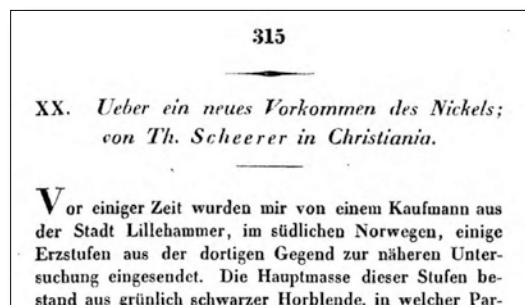 315
XX. Ueber ein neues Vorkommen des Nickels;
von Th. Scheerer in Christiania.
Vor einiger Zeit wurden mir von einem Kaufmann aus
der Stadt Lillehammer, im südlichen Norwegen, einige
Erzstufen aus der dortigen Gegend zur näheren Unter-
suchung eingesendet. Die Hauptmasse dieser Stufen be-
stand aus grünlich schwarzer Horblende, in welcher Par-